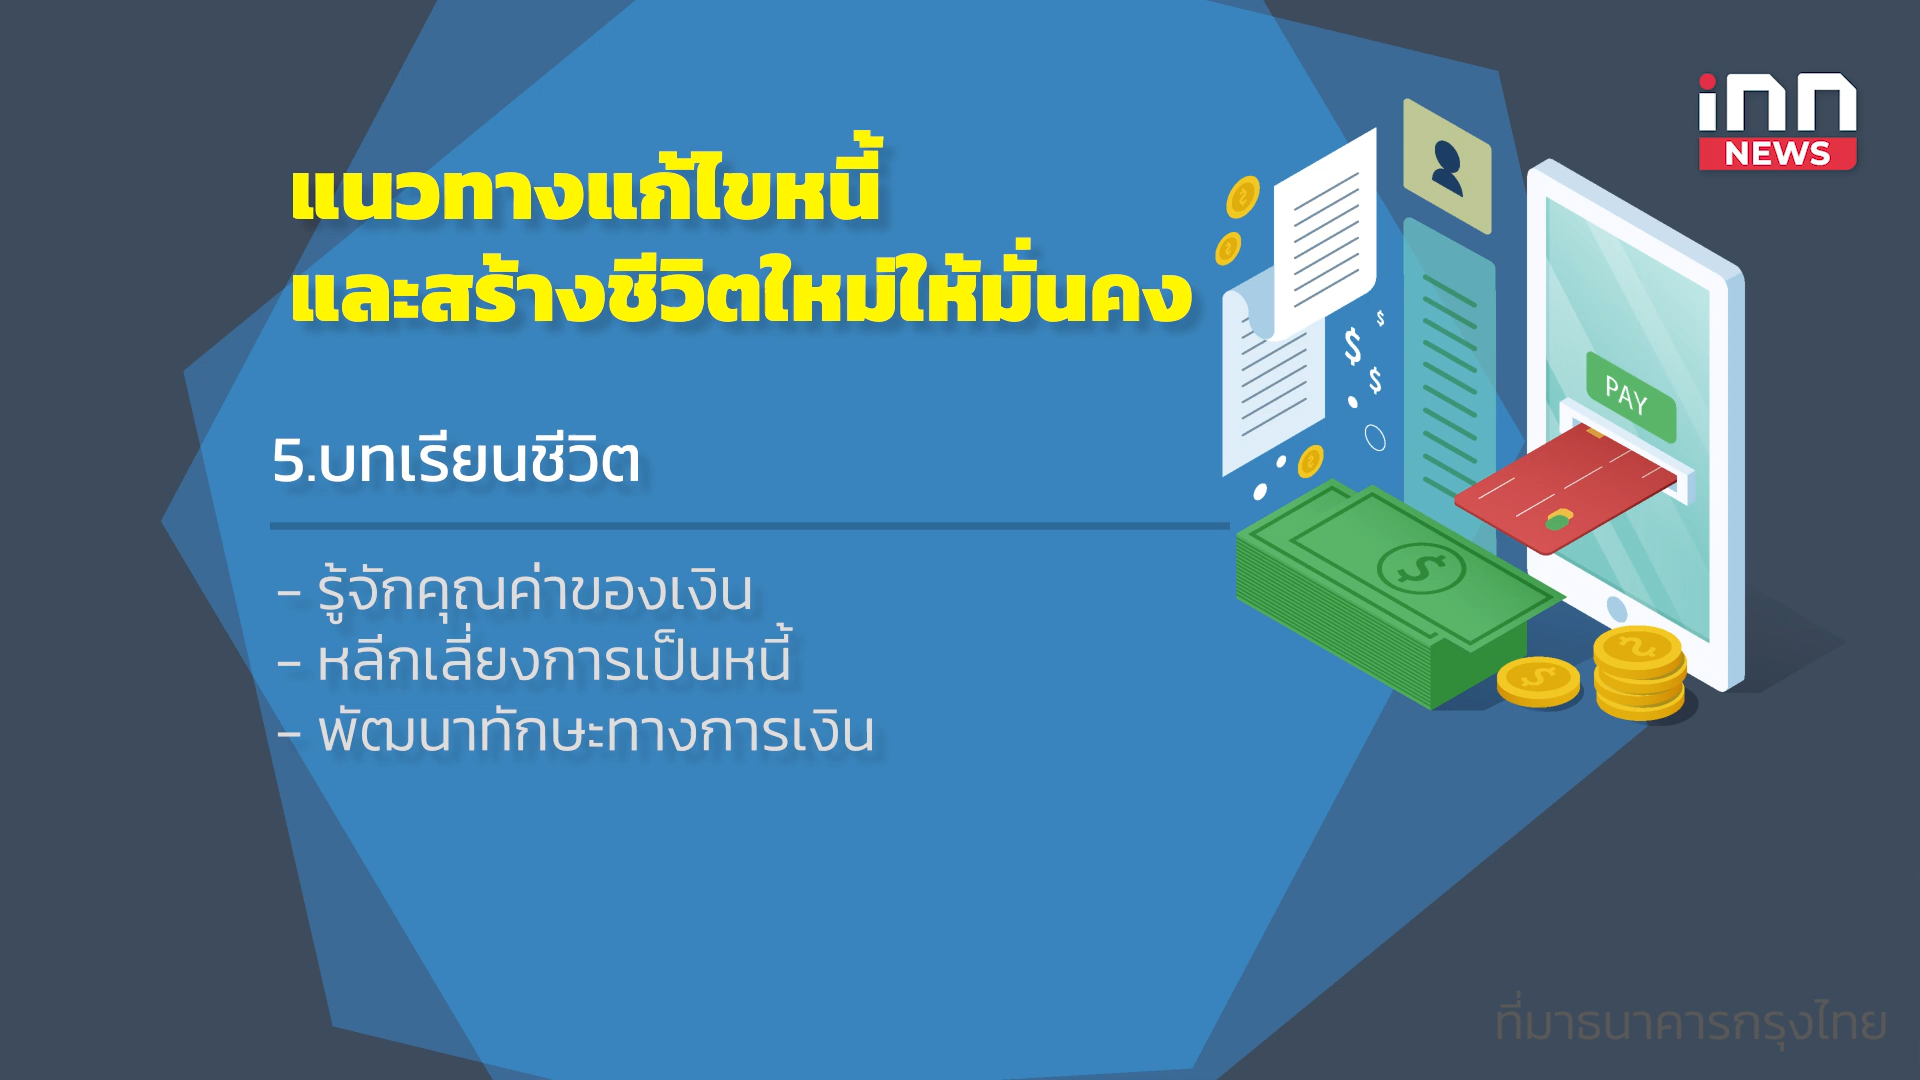 inn
NEWS
แนวทางแก้ไขหนี้
และสร้างชีวิตใหม่ให้มั่นคง
5.บทเรียนชีวิต
- รู้จักคุณค่าของเงิน
- หลีกเลี่ยงการเป็นหนี้
- พัฒนาทักษะทางการเงิน
PAY
ที่มาธนาคารกรุงไทย